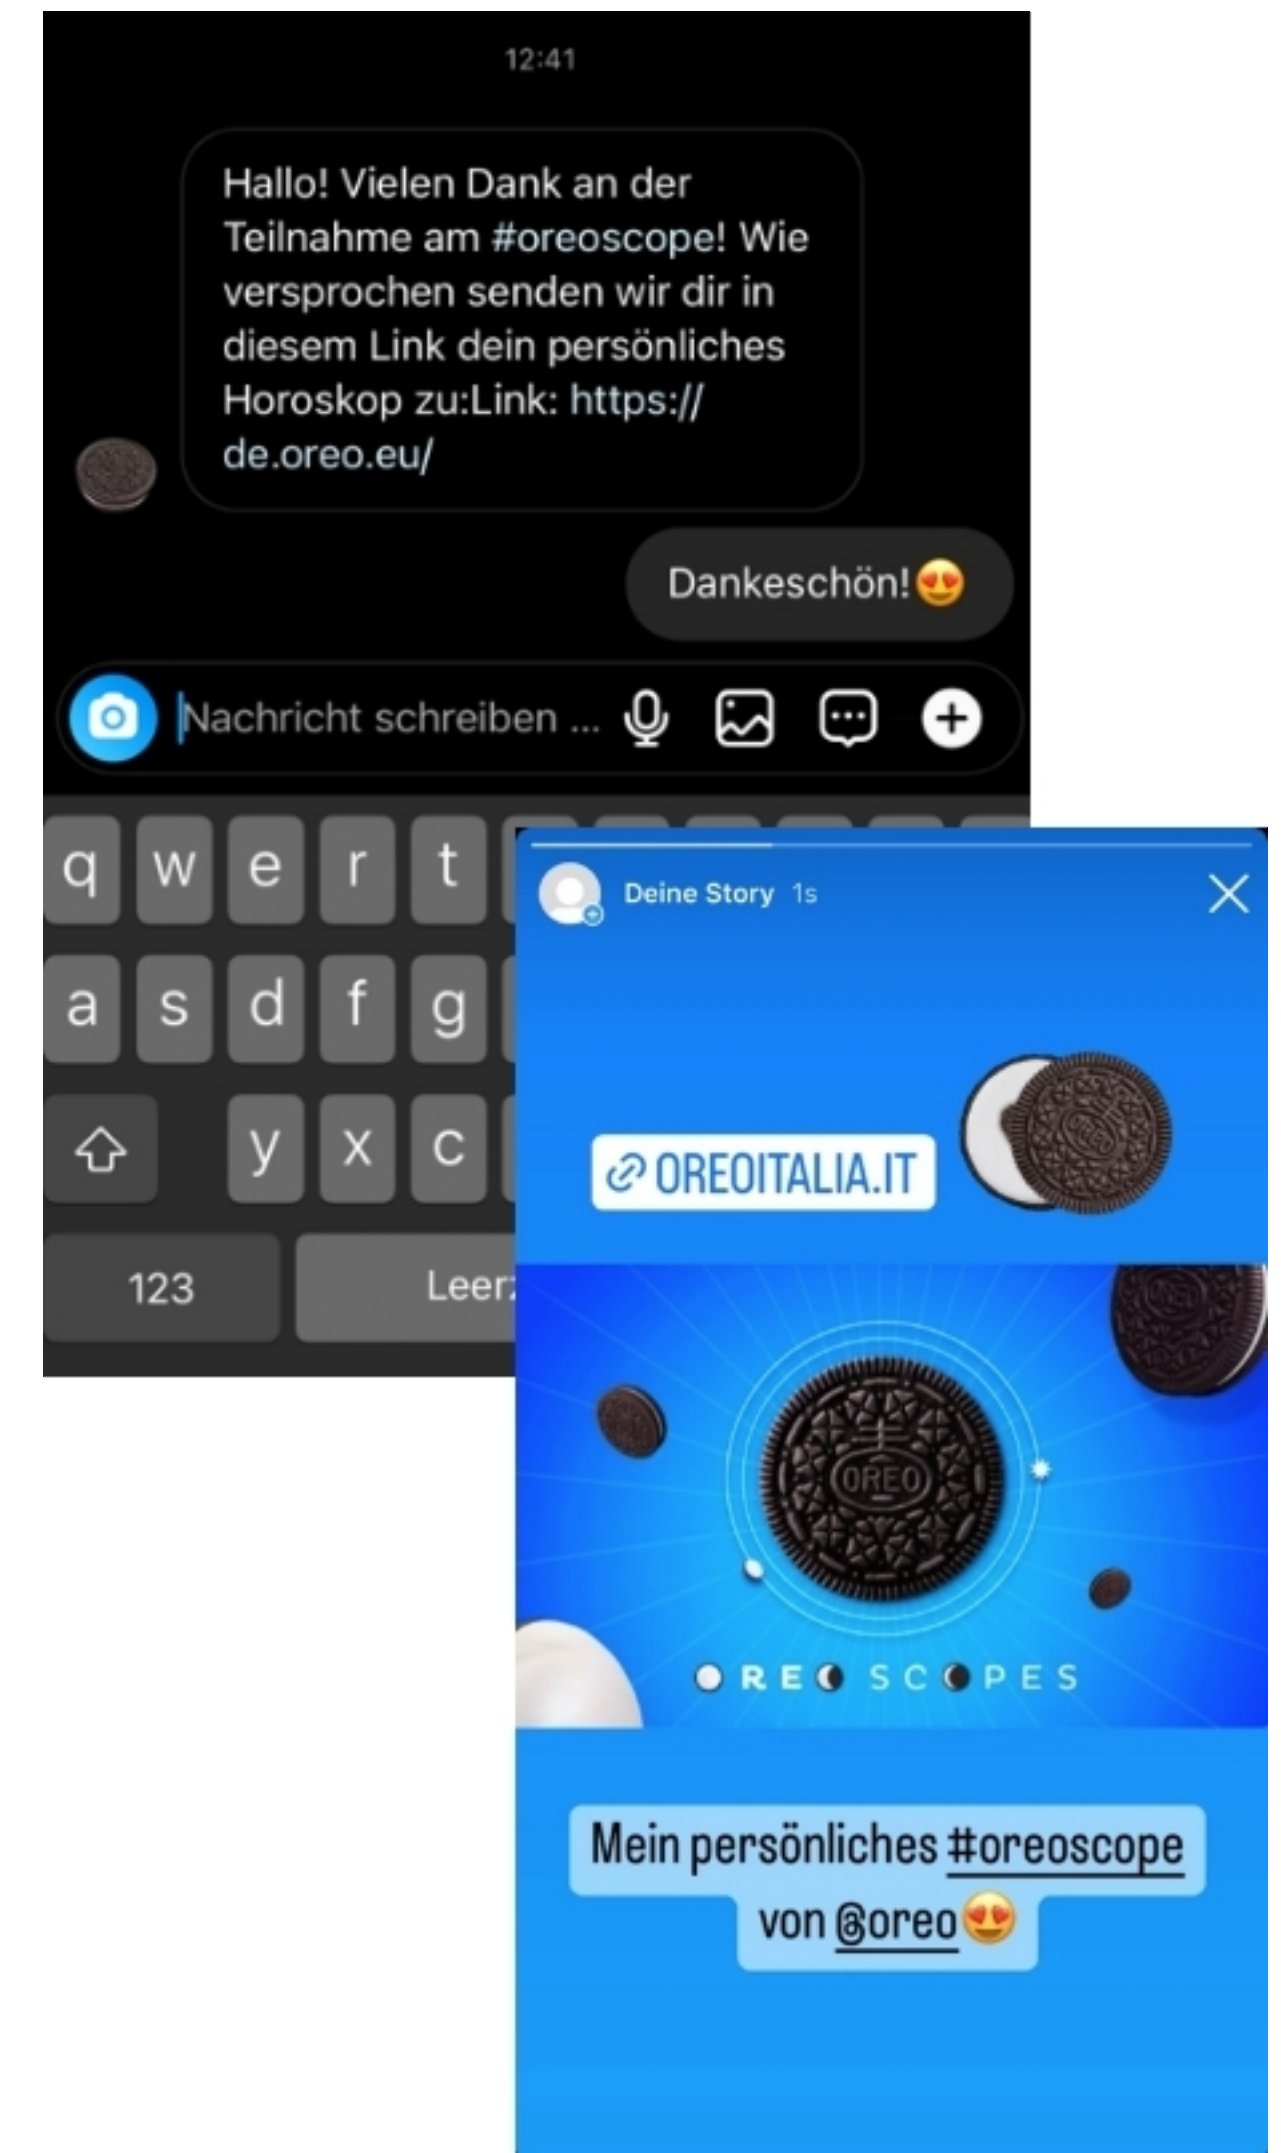 12:41
Hallo! Vielen Dank an der
Teilnahme am #oreoscope! Wie
versprochen senden wir dir in
diesem Link dein persönliches
Horoskop zu:Link: https://
de.oreo.eu/
Dankeschön!😍
Nachricht schreiben ...
q w e r t
a s d f g
y x c
123 Leerz
Deine Story 1s
OREOITALIA.IT
OREO
OREO
OREO SCOPES
Mein persönliches #oreoscope
von @oreo😍